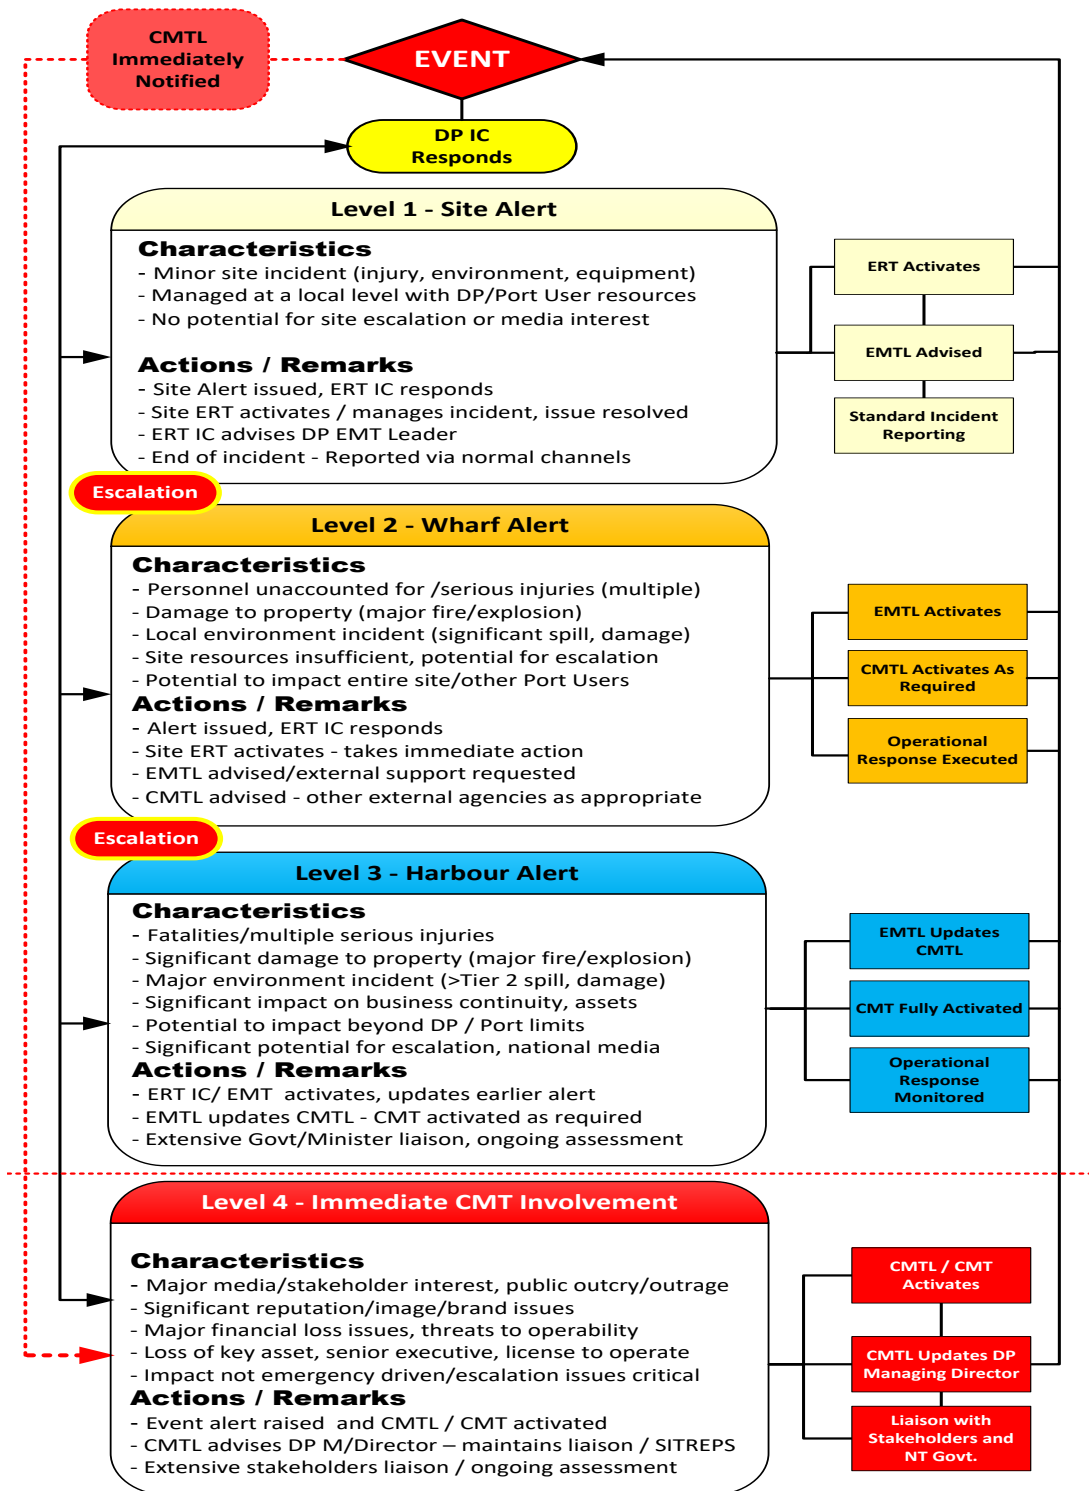 CMTL
Immediately
Notified
EVENT
DP IC
Responds
Level 1 - Site Alert
Characteristics
- Minor site incident (injury, environment, equipment)
- Managed at a local level with DP/Port User resources
- No potential for site escalation or media interest
Actions / Remarks
- Site Alert issued, ERT IC responds
- Site ERT activates / manages incident, issue resolved
- ERT IC advises DP EMT Leader
- End of incident - Reported via normal channels
ERT Activates
EMTL Advised
Standard Incident
Reporting
Escalation
Level 2 - Wharf Alert
Characteristics
- Personnel unaccounted for /serious injuries (multiple)
- Damage to property (major fire/explosion)
- Local environment incident (significant spill, damage)
- Site resources insufficient, potential for escalation
- Potential to impact entire site/other Port Users
Actions / Remarks
- Alert issued, ERT IC responds
- Site ERT activates - takes immediate action
- EMTL advised/external support requested
- CMTL advised - other external agencies as appropriate
EMTL Activates
CMTL Activates As
Required
Operational
Response Executed
Escalation
Level 3 - Harbour Alert
Characteristics
- Fatalities/multiple serious injuries
- Significant damage to property (major fire/explosion)
- Major environment incident (>Tier 2 spill, damage)
- Significant impact on business continuity, assets
- Potential to impact beyond DP / Port limits
- Significant potential for escalation, national media
Actions / Remarks
- ERT IC/ EMT activates, updates earlier alert
- EMTL updates CMTL - CMT activated as required
- Extensive Govt/Minister liaison, ongoing assessment
EMTL Updates
CMTL
CMT Fully Activated
Operational
Response
Monitored
Level 4 - Immediate CMT Involvement
Characteristics
- Major media/stakeholder interest, public outcry/outrage
- Significant reputation/image/brand issues
- Major financial loss issues, threats to operability
- Loss of key asset, senior executive, license to operate
- Impact not emergency driven/escalation issues critical
Actions / Remarks
- Event alert raised and CMTL / CMT activated
- CMTL advises DP M/Director – maintains liaison / SITREPS
- Extensive stakeholders liaison / ongoing assessment
CMTL / CMT
Activates
CMTL Updates DP
Managing Director
Liaison with
Stakeholders and
NT Govt.